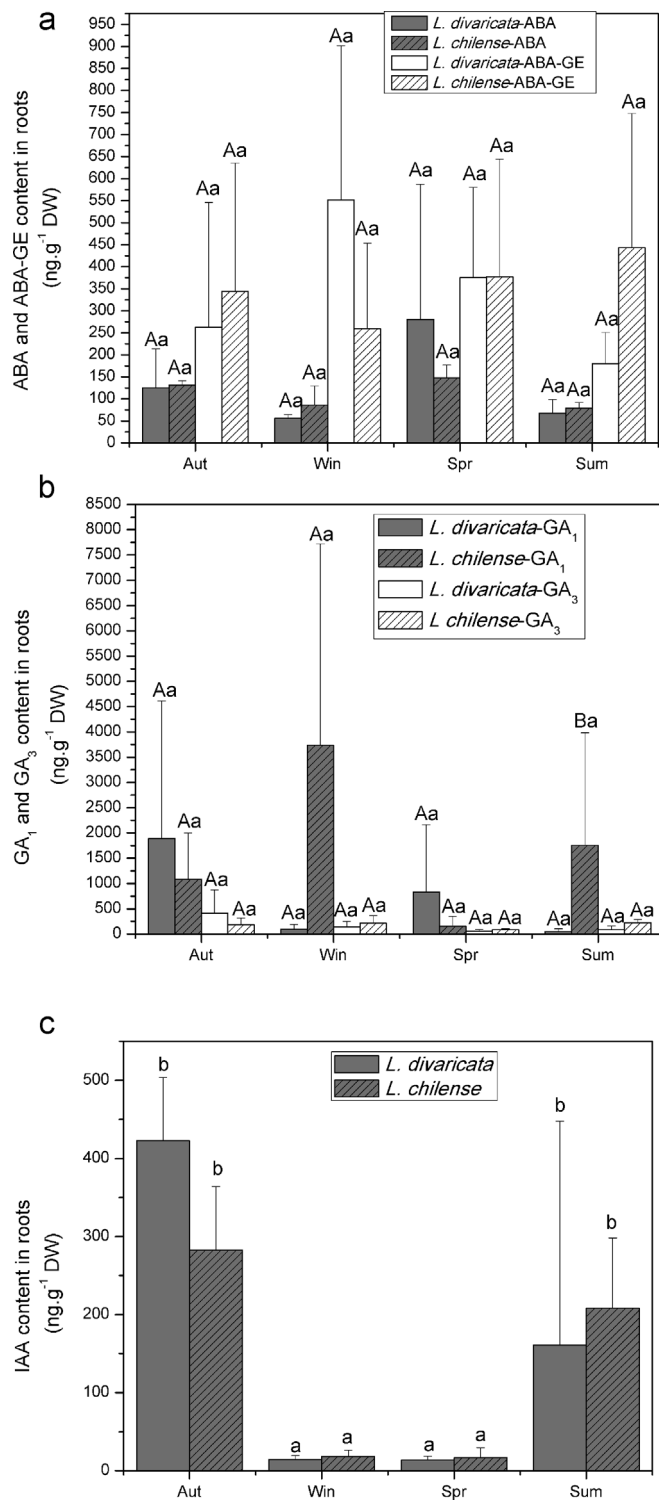 a
L. divaricata-ABA
L. chilense-ABA
L. divaricata-ABA-GE
L. chilense-ABA-GE
ABA and ABA-GE content in roots
(ng.g⁻¹ DW)
950
900
850
800
750
700
650
600
550
500
450
400
350
300
250
200
150
100
50
0
Aa Aa Aa Aa
Aa Aa Aa Aa
Aa Aa Aa Aa
Aa Aa Aa Aa
Aut Win Spr Sum
b
L. divaricata-GA₁
L. chilense-GA₁
L. divaricata-GA₃
L chilense-GA₃
GA₁ and GA₃ content in roots
(ng.g⁻¹ DW)
8500
8000
7500
7000
6500
6000
5500
5000
4500
4000
3500
3000
2500
2000
1500
1000
500
0
Aa Aa Aa Aa
Aa Aa Aa Aa
Aa Aa Aa Aa
Aa Ba Aa Aa
Aut Win Spr Sum
c
L. divaricata
L. chilense
IAA content in roots
(ng.g⁻¹ DW)
500
400
300
200
100
0
b b a a a a b b
Aut Win Spr Sum